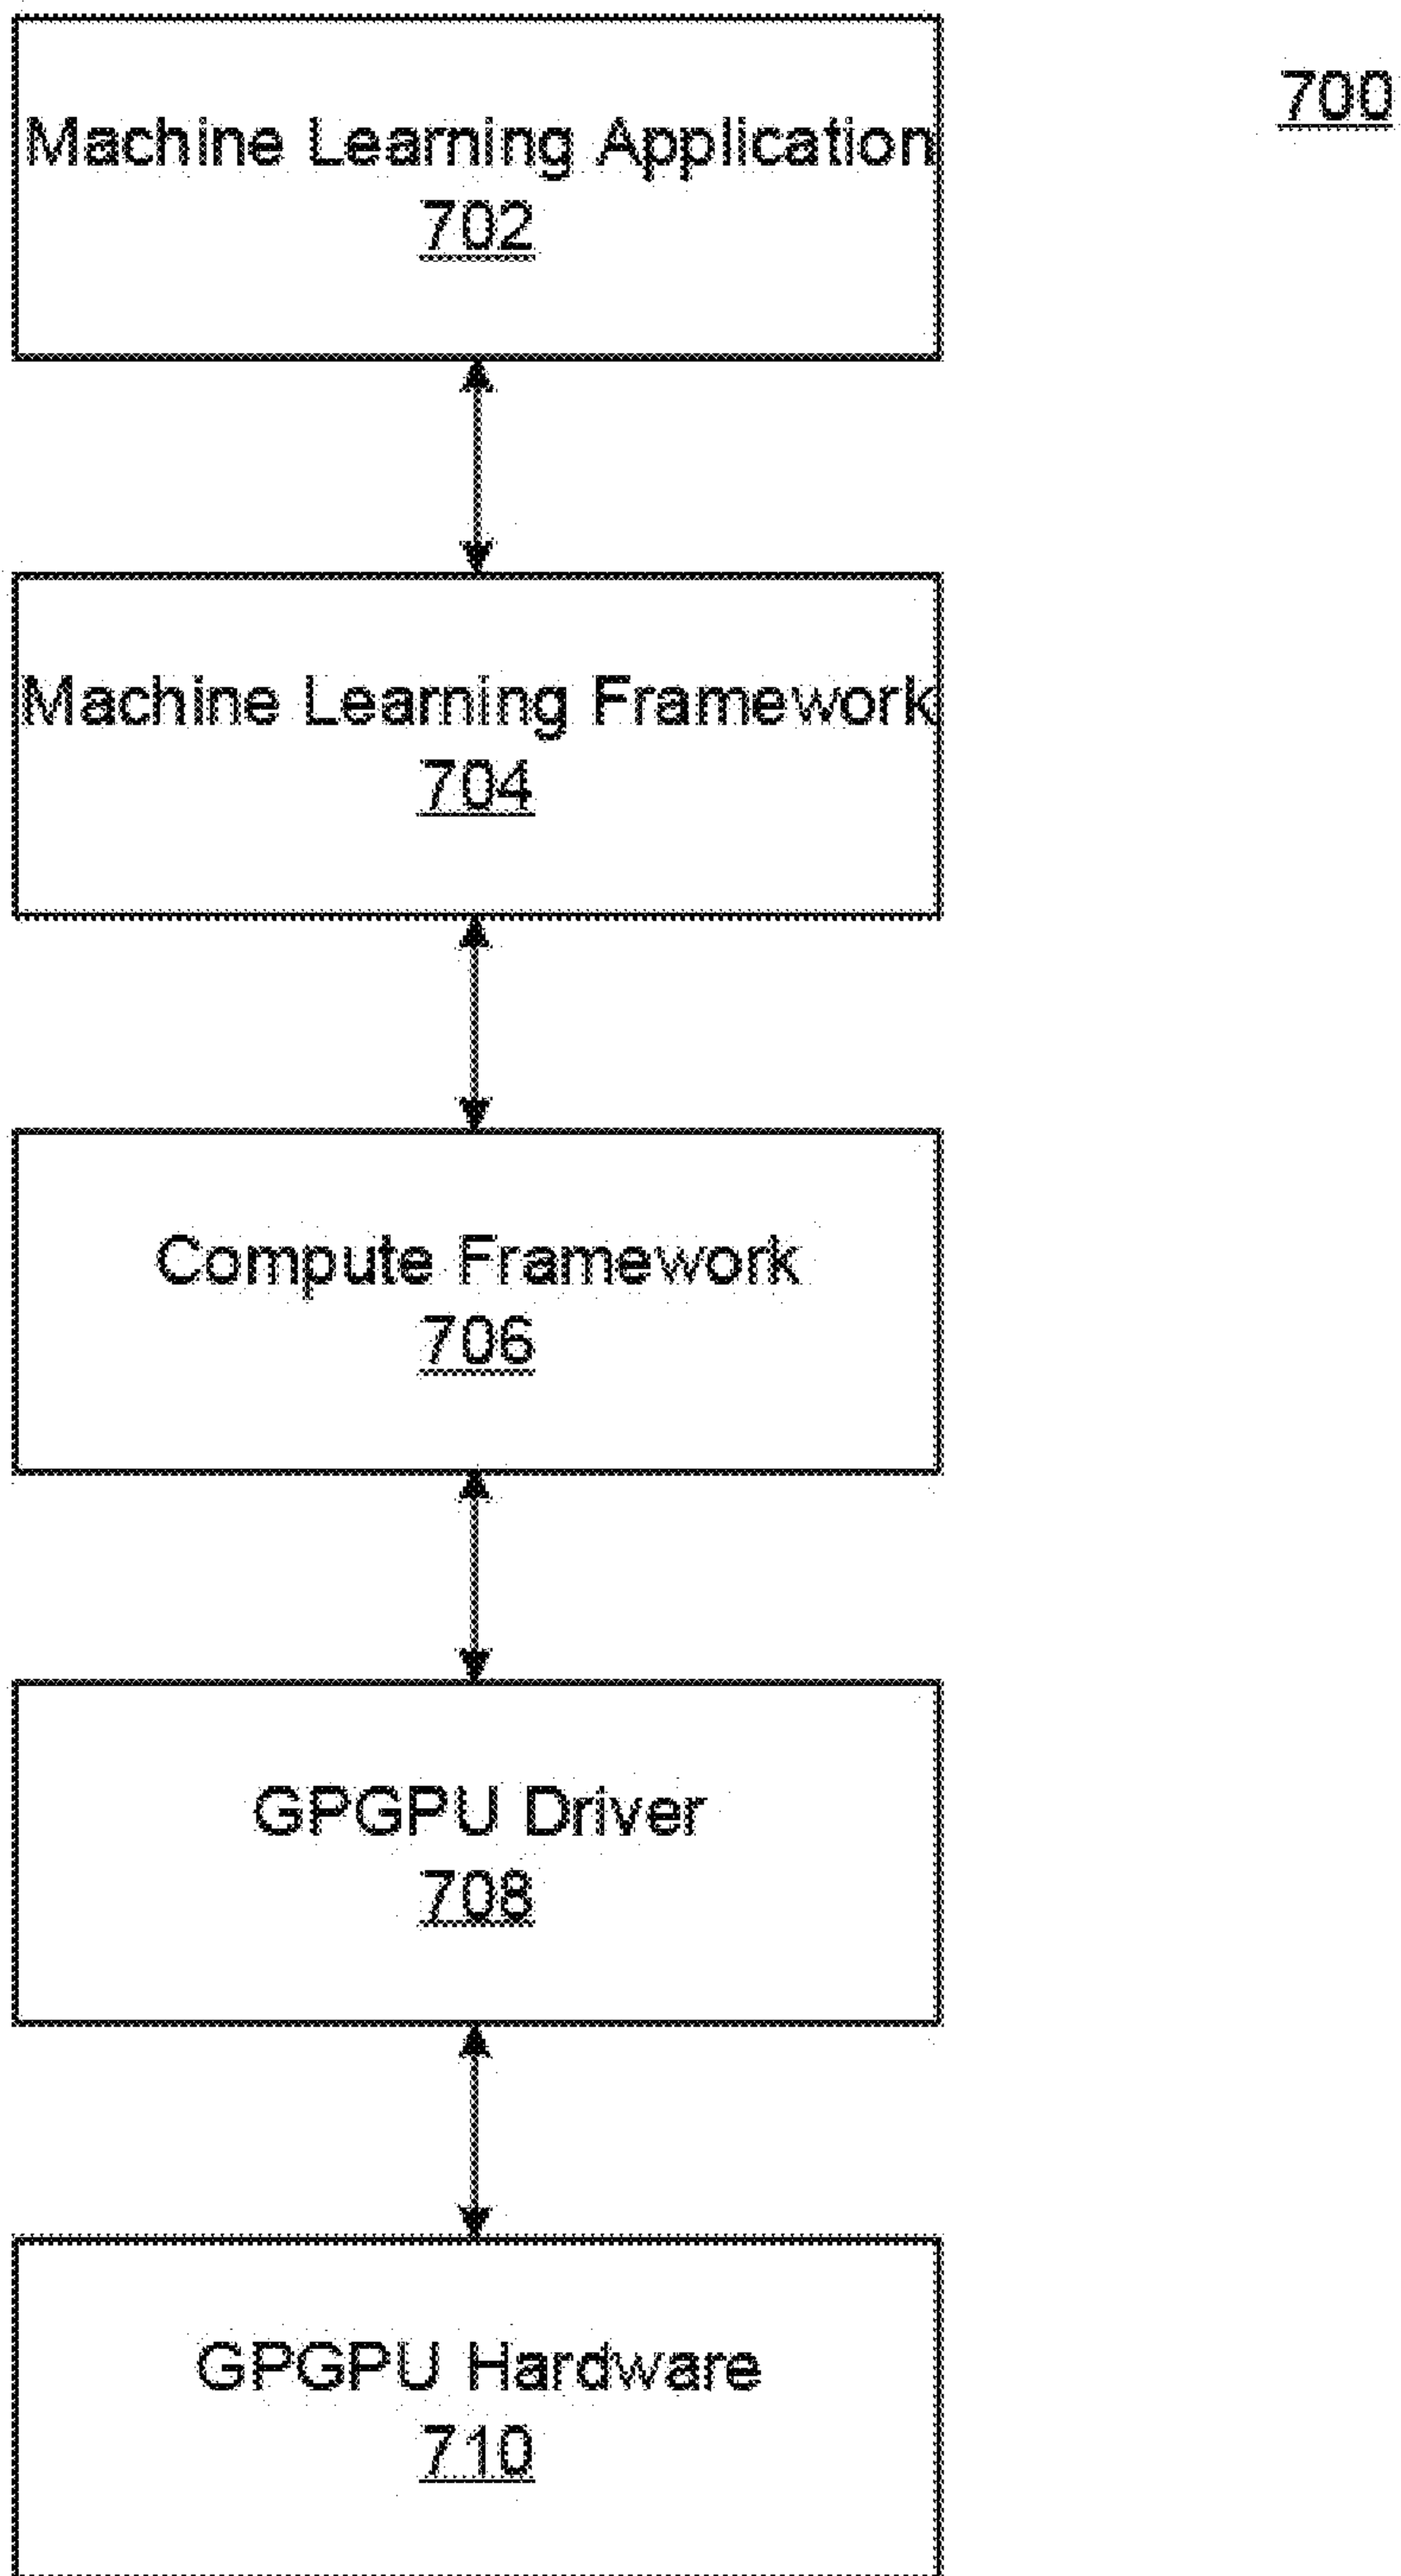 700
Machine Learning Application
702
Machine Learning Framework
704
Compute Framework
706
GPGPU Driver
708
GPGPU Hardware
710